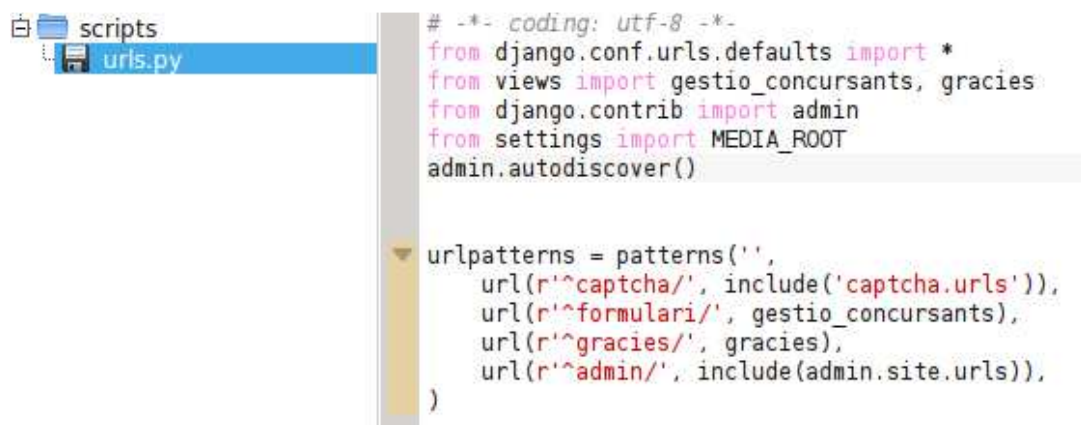 scripts
urls.py
# -*- coding: utf-8 -*-
from django.conf.urls.defaults import *
from views import gestio_concursants, gracies
from django.contrib import admin
from settings import MEDIA_ROOT
admin.autodiscover()
urlpatterns = patterns('',
    url(r'^captcha/', include('captcha.urls')),
    url(r'^formulari/', gestio_concursants),
    url(r'^gracies/', gracies),
    url(r'^admin/', include(admin.site.urls)),
)